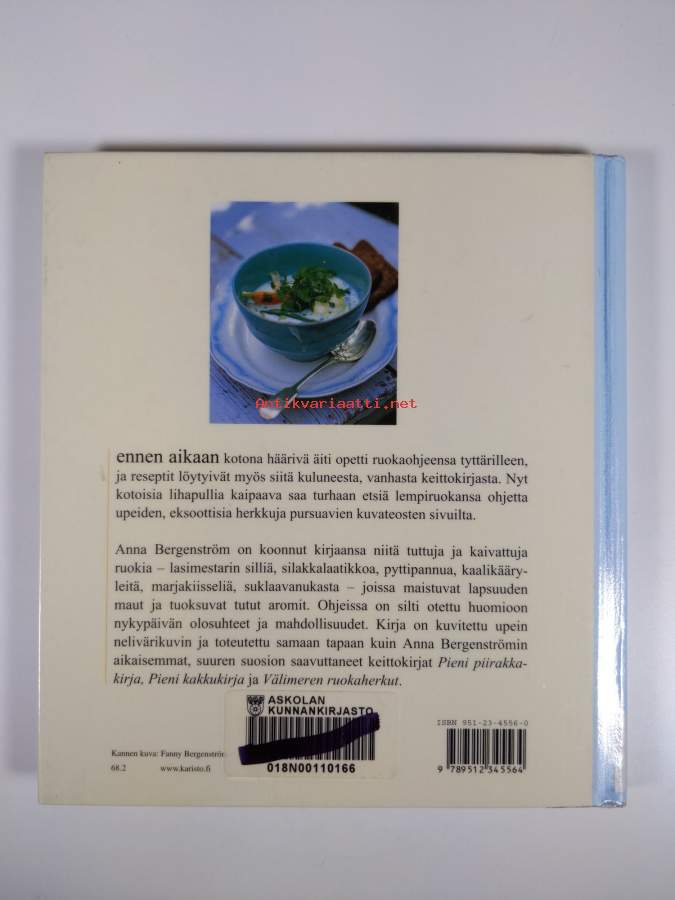 Antikvariaatti.net
ennen aikaan kotona häärivä äiti opetti ruokaohjeensa tyttärilleen,
ja reseptit löytyivät myös siitä kuluneesta, vanhasta keittokirjasta. Nyt
kotoisia lihapullia kaipaava saa turhaan etsiä lempiruokansa ohjetta
upeiden, eksoottisia herkkuja pursuavien kuvateosten sivuilta.
Anna Bergenström on koonnut kirjaansa niitä tuttuja ja kaivattuja
ruokia – lasimestarin silliä, silakkalaatikkoa, pyttipannua, kaalikääry-
leitä, marjakiisseliä, suklaavanukasta – joissa maistuvat lapsuuden
maut ja tuoksuvat tutut aromit. Ohjeissa on silti otettu huomioon
nykypäivän olosuhteet ja mahdollisuudet. Kirja on kuvitettu upein
nelivärikuvin ja toteutettu samaan tapaan kuin Anna Bergenströmin
aikaisemmat, suuren suosion saavuttaneet keittokirjat Pieni piirakka-
kirja, Pieni kakkukirja ja Välimeren ruokaherkut.
ASKOLAN
KUNNANKIRJASTO
018N00110166
Kannen kuva: Fanny Bergenström
68.2 www.karisto.fi
ISBN 951-23-4556-0
9 789512 345564